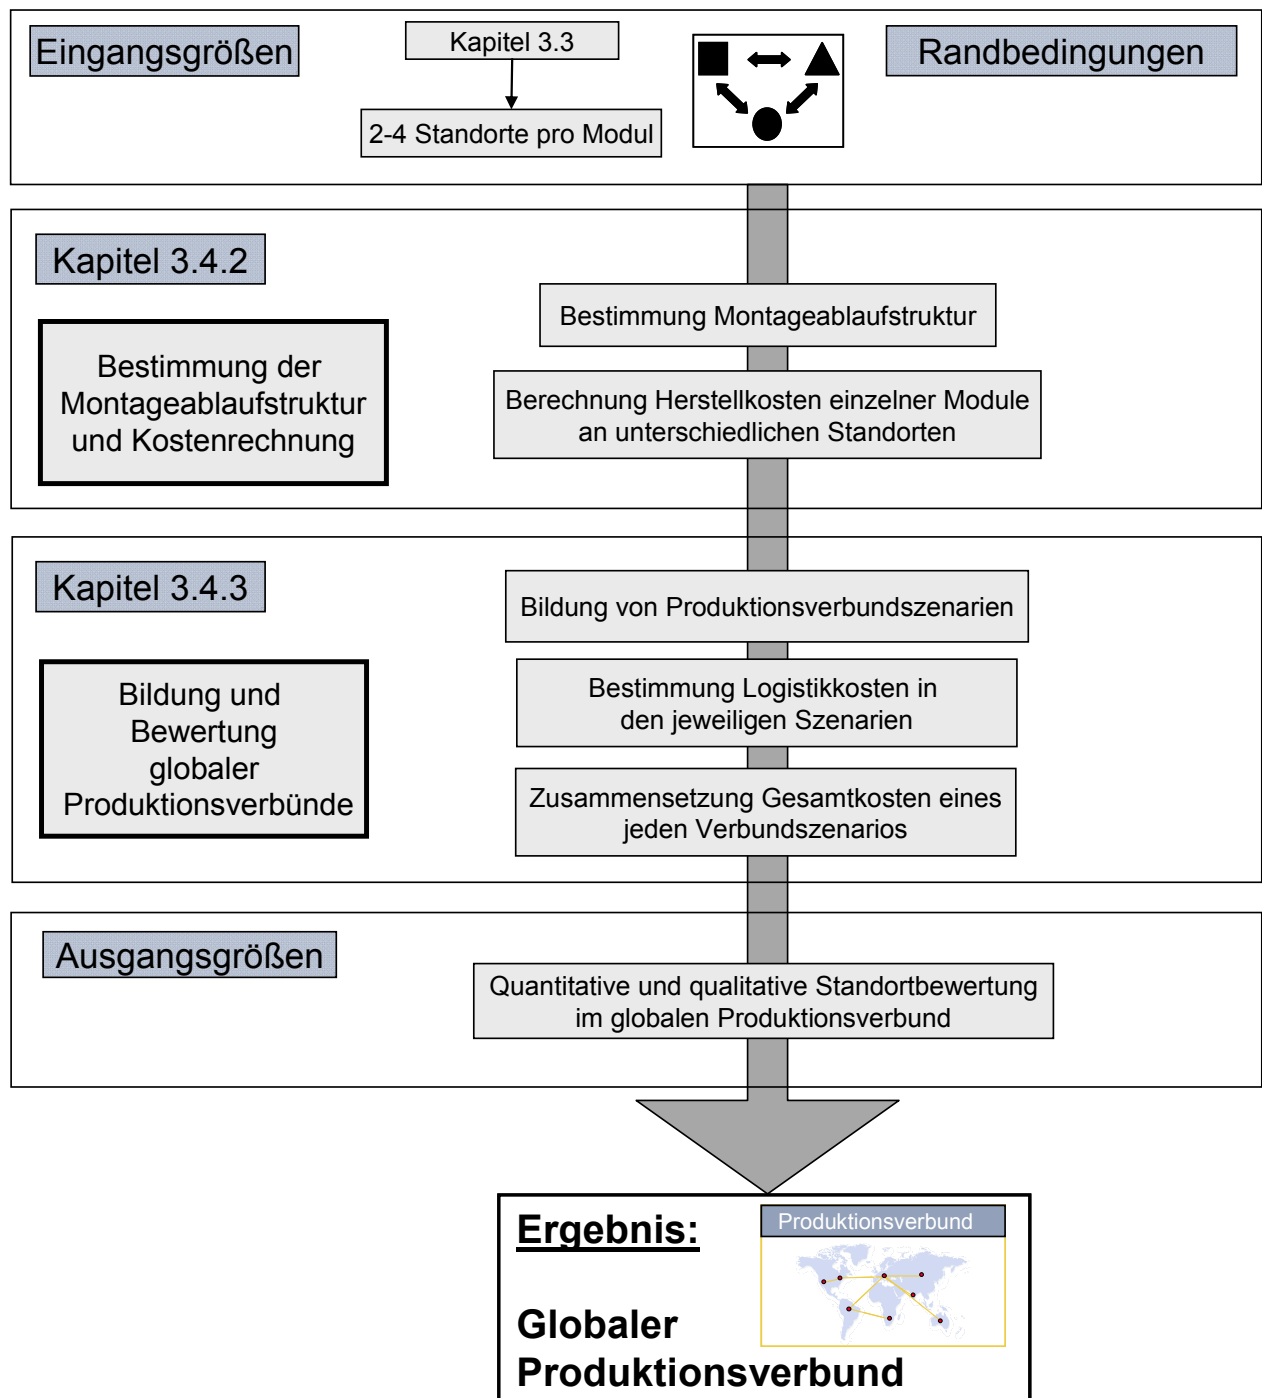 Eingangsgrößen
Kapitel 3.3
2-4 Standorte pro Modul
Randbedingungen
Kapitel 3.4.2
Bestimmung der
Montageablaufstruktur
und Kostenrechnung
Bestimmung Montageablaufstruktur
Berechnung Herstellkosten einzelner Module
an unterschiedlichen Standorten
Kapitel 3.4.3
Bildung und
Bewertung
globaler
Produktionsverbünde
Bildung von Produktionsverbundszenarien
Bestimmung Logistikkosten in
den jeweiligen Szenarien
Zusammensetzung Gesamtkosten eines
jeden Verbundszenarios
Ausgangsgrößen
Quantitative und qualitative Standortbewertung
im globalen Produktionsverbund
Ergebnis:
Produktionsverbund
Globaler
Produktionsverbund